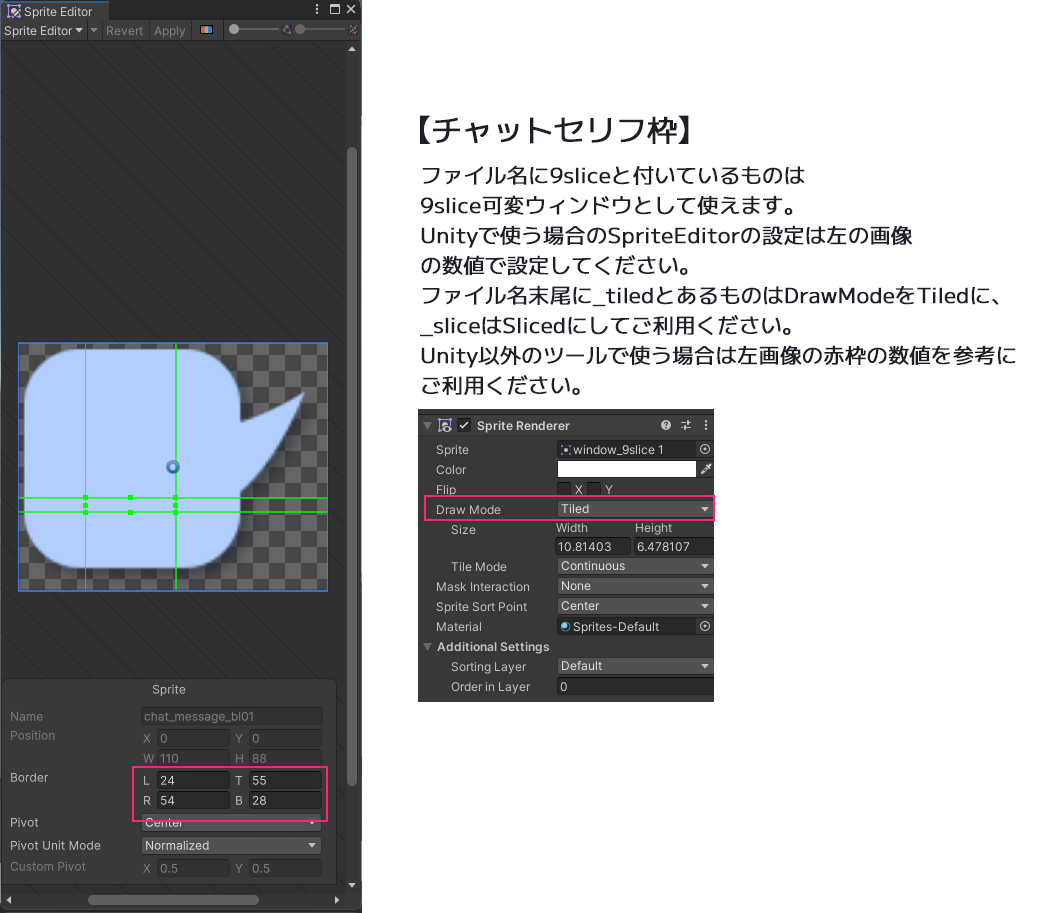 Sprite Editor
Sprite Editor Revert Apply
Sprite
Name chat_message_bl01
Position X 0 Y 0
W 110 H 88
Border L 24 T 55
R 54 B 28
Pivot Center
Pivot Unit Mode Normalized
Custom Pivot X 0.5 Y 0.5
【チャットセリフ枠】
ファイル名に9sliceと付いているものは
9slice可変ウィンドウとして使えます。
Unityで使う場合のSpriteEditorの設定は左の画像
の数値で設定してください。
ファイル名末尾に_tiledとあるものはDrawModeをTiledに、
_sliceはSlicedにしてご利用ください。
Unity以外のツールで使う場合は左画像の赤枠の数値を参考に
ご利用ください。
Sprite Renderer
Sprite window_9slice 1
Color
Flip X Y
Draw Mode Tiled
Size Width Height
10.81403 6.478107
Tile Mode Continuous
Mask Interaction None
Sprite Sort Point Center
Material Sprites-Default
Additional Settings
Sorting Layer Default
Order in Layer 0